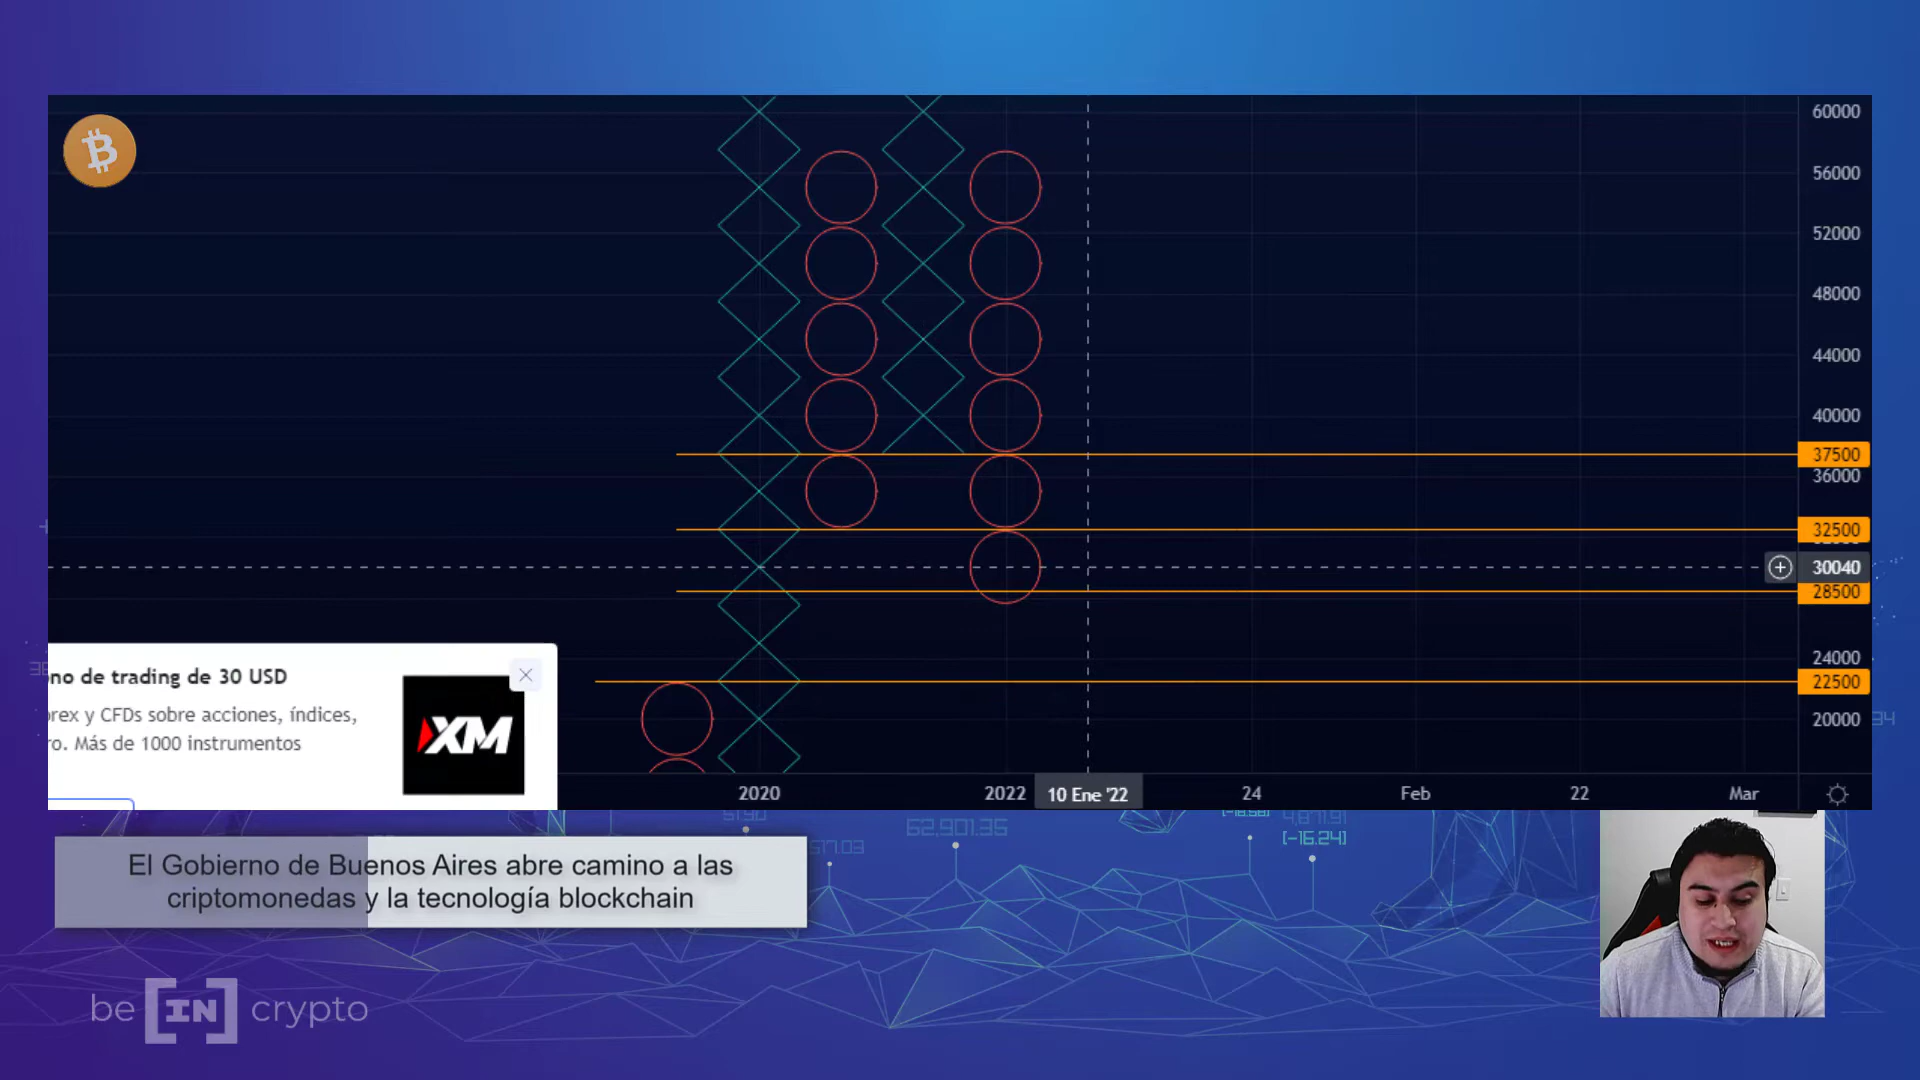 60000
56000
52000
48000
44000
40000
37500
36000
32500
30040
28500
24000
22500
20000
no de trading de 30 USD
rex y CFDs sobre acciones, índices,
ro. Más de 1000 instrumentos
XM
2020
2022
10 Ene '22
24
Feb
22
Mar
62,901.35
[-16.24]
El Gobierno de Buenos Aires abre camino a las
criptomonedas y la tecnología blockchain
be [IN] crypto